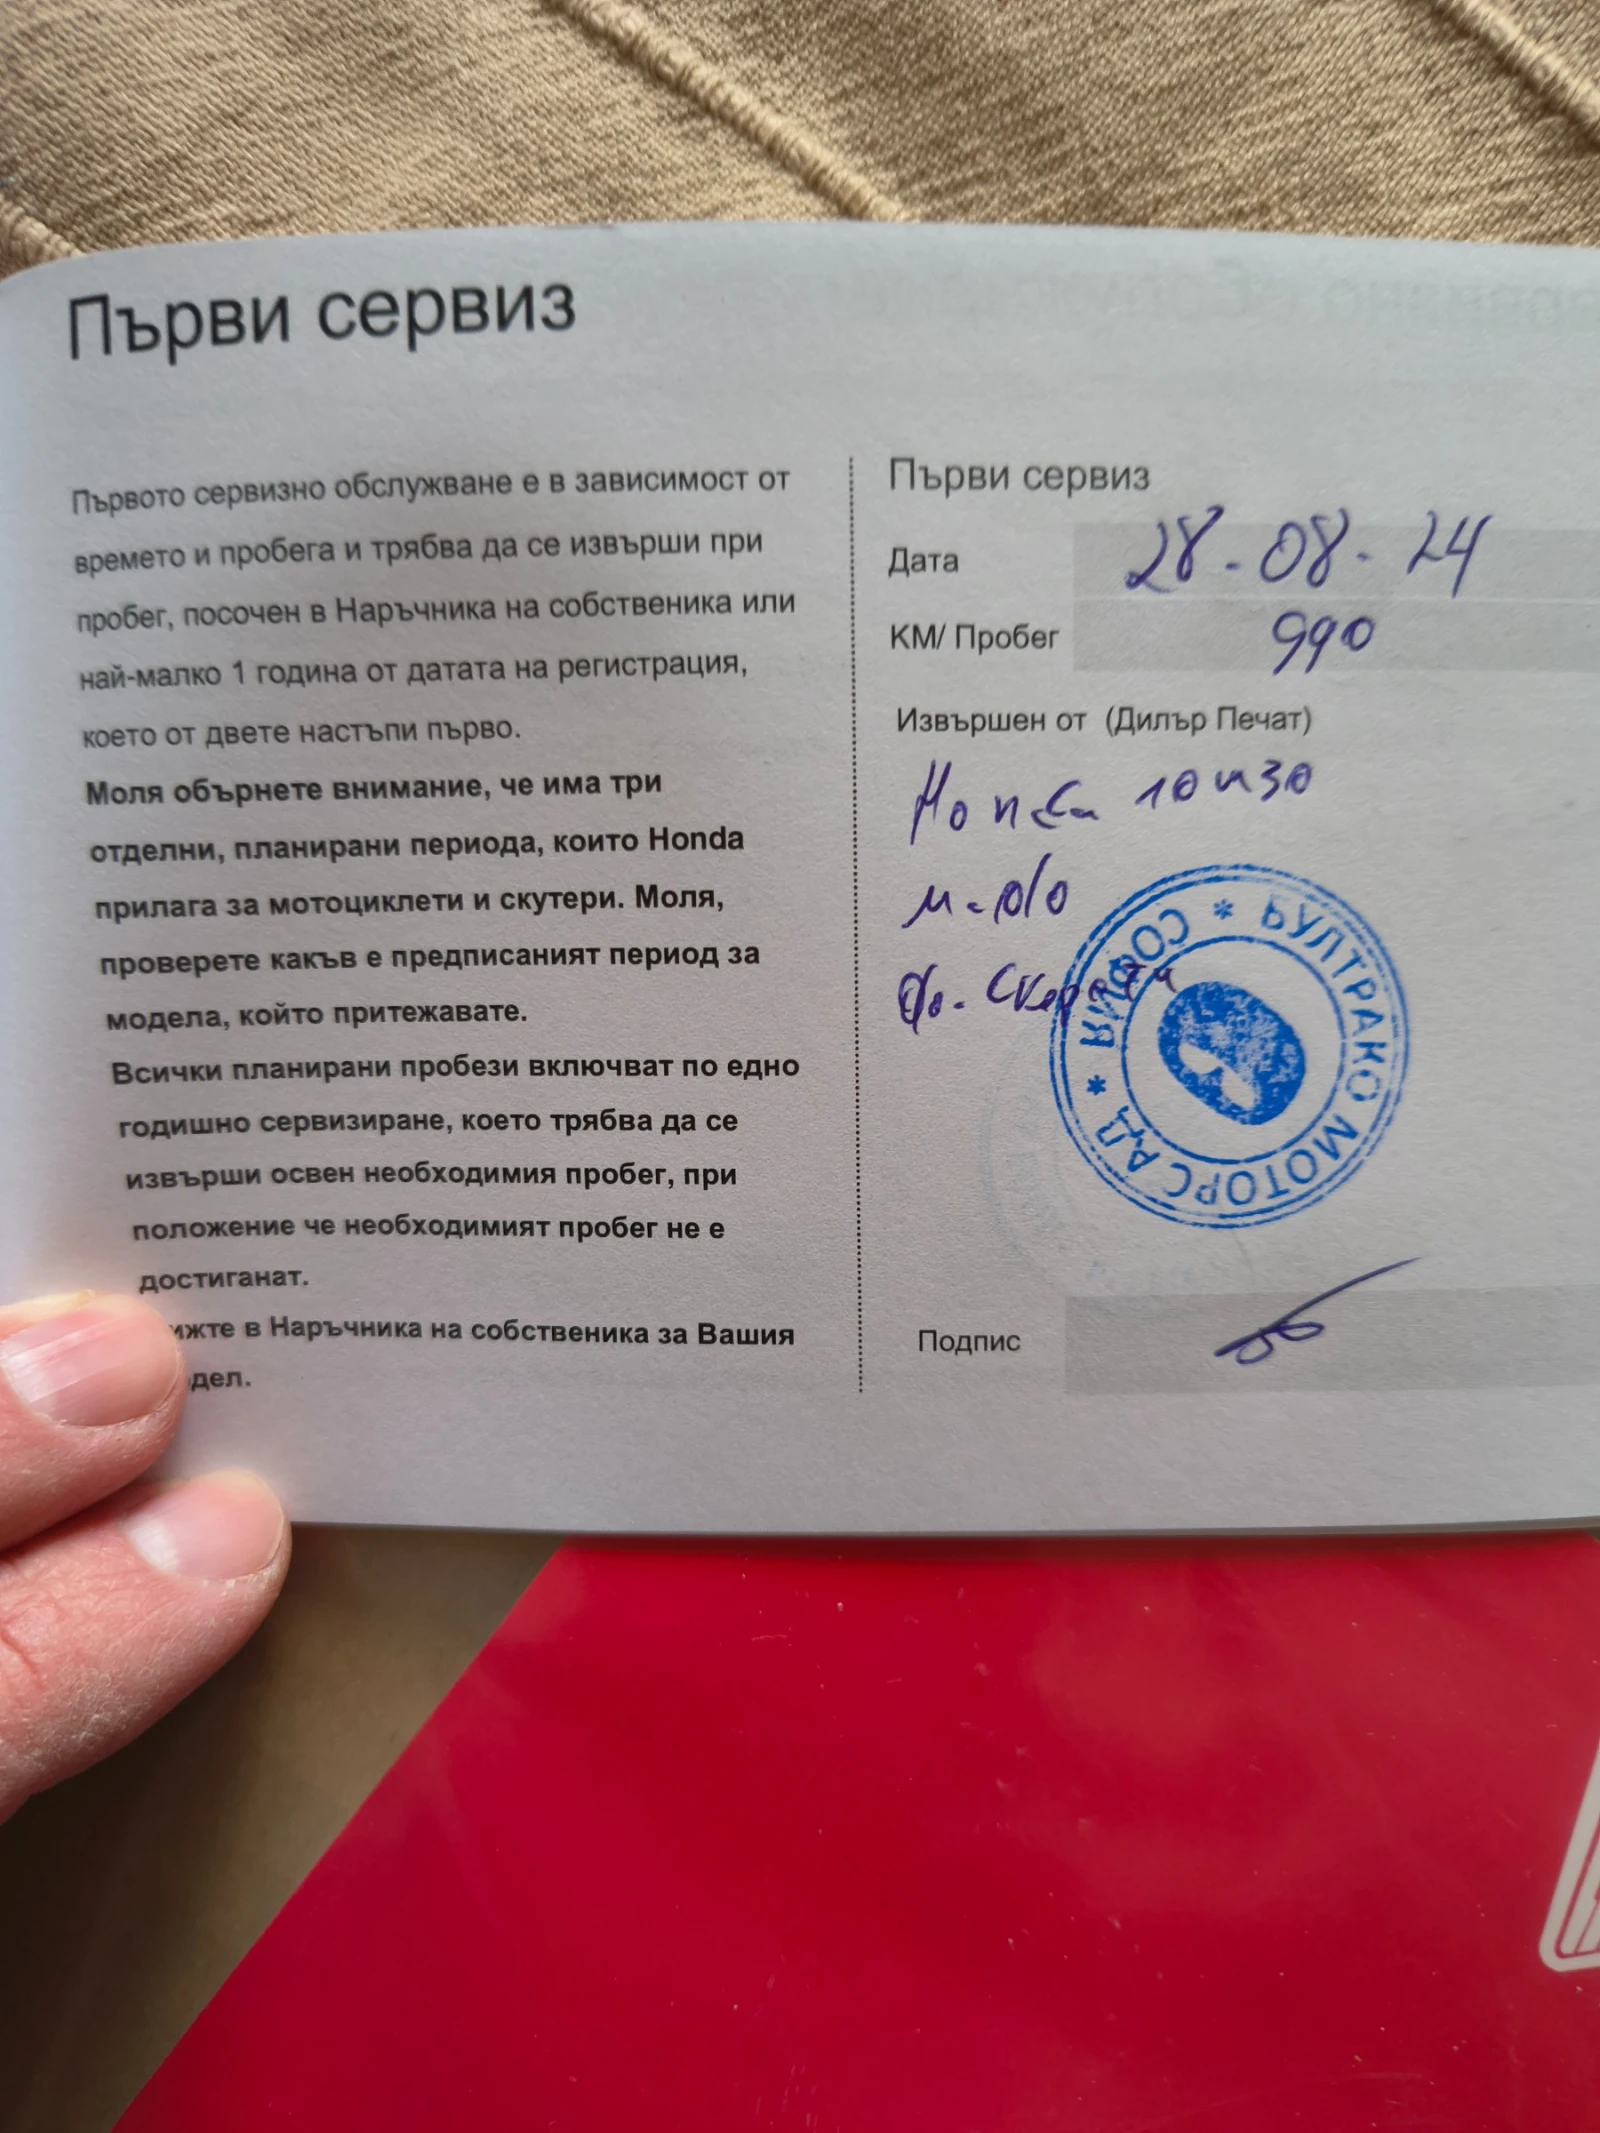 Първи сервиз
Първото сервизно обслужване е в зависимост от
времето и пробега и трябва да се извърши при
пробег, посочен в Наръчника на собственика или
най-малко 1 година от датата на регистрация,
което от двете настъпи първо.
Моля обърнете внимание, че има три
отделни, планирани периода, които Honda
прилага за мотоциклети и скутери. Моля,
проверете какъв е предписаният период за
модела, който притежавате.
Всички планирани пробези включват по едно
годишно сервизиране, което трябва да се
извърши освен необходимия пробег, при
положение че необходимият пробег не е
достиганат.
ижте в Наръчника на собственика за Вашия
дел.
Първи сервиз
Дата 28-08-24
КМ/ Пробег 990
Извършен от (Дилър Печат)
10w30
БУЛТРАКО МОТОРС АД * СОФИЯ *
Подпис